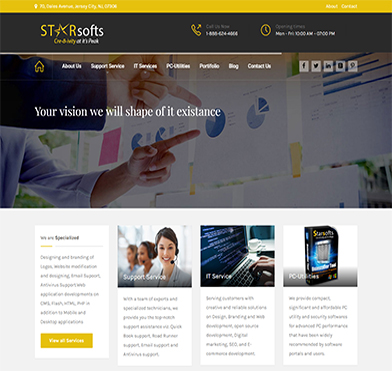 55, Gates Avenue, Jersey City, NJ, 07306
About Contact
STARsofts
Cre-8-ivity at it's Peak
Call Us Now
1-888-624-4868
Opening times
Mon - Fri: 10:00 AM - 07:00 PM
About Us Support Service IT Services PC-Utilities Portfolio Blog Contact Us
Your vision we will shape of it existance
We are Specialized
Designing and branding of
Logos, Website modification
and Designing, Email Support,
Antivirus Support Web
application developments on
CMS, Flash, HTML, PHP in
addition to Mobile and
Desktop applications.
View all Services
Support Service
With a team of experts and
specialized technicians, we
provide you the top-notch
support assistance viz: Quick
Book support, Road Runner
support, Email support and
Antivirus support.
IT Service
Serving customers with
creative and reliable solutions
on Design, Branding and Web
development, open source
development, Digital
marketing, SEO, and E-
commerce development.
Starsofts
PC-Utilities
We provide compact,
significant and affordable PC
utility and security softwares
for advanced PC performance
that have been widely
recommended by software
portals and users.